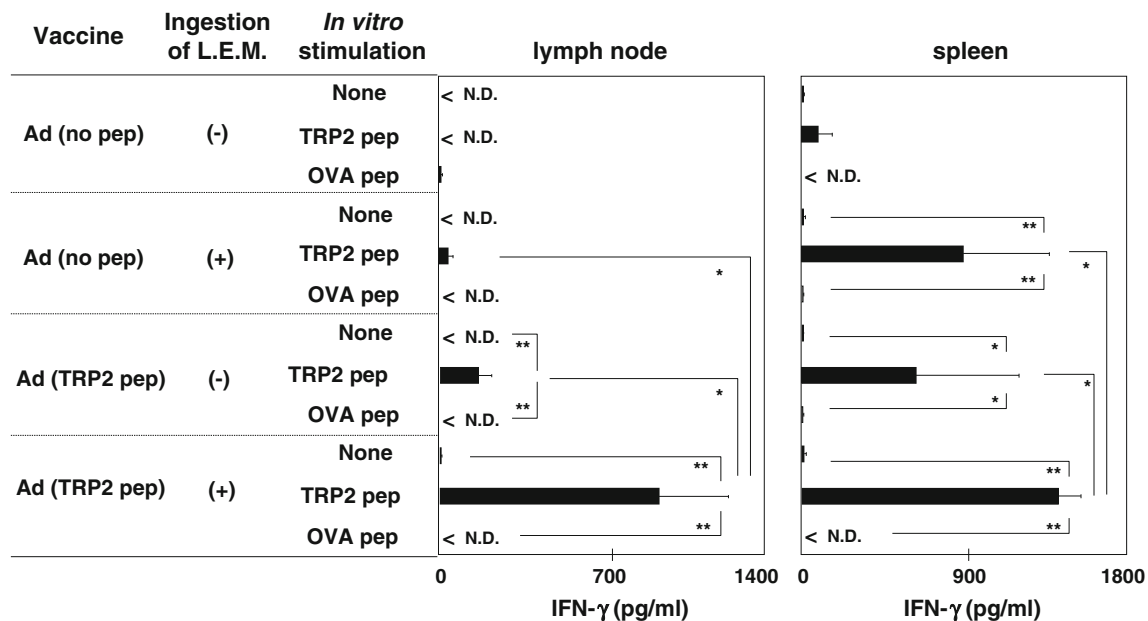 Vaccine Ingestion of L.E.M. In vitro stimulation lymph node spleen
None < N.D.
Ad (no pep) (-) TRP2 pep < N.D.
OVA pep < N.D.
None < N.D. **
Ad (no pep) (+) TRP2 pep * *
OVA pep < N.D. **
None < N.D. ** *
Ad (TRP2 pep) (-) TRP2 pep * *
OVA pep < N.D. ** *
None ** **
Ad (TRP2 pep) (+) TRP2 pep
OVA pep < N.D. ** < N.D. **
0 700 1400 0 900 1800
IFN-γ (pg/ml) IFN-γ (pg/ml)